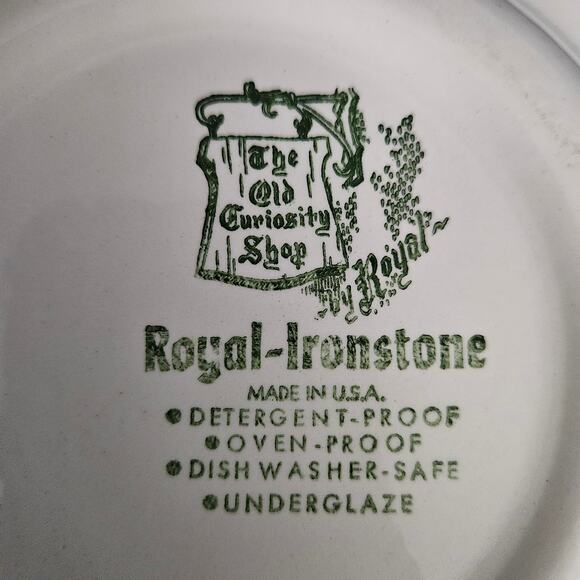 The
Old
Curiosity
Shop
by Royal~
Royal-Ironstone
MADE IN U.S.A.
●DETERGENT-PROOF
●OVEN-PROOF
●DISH WASHER-SAFE
●UNDERGLAZE